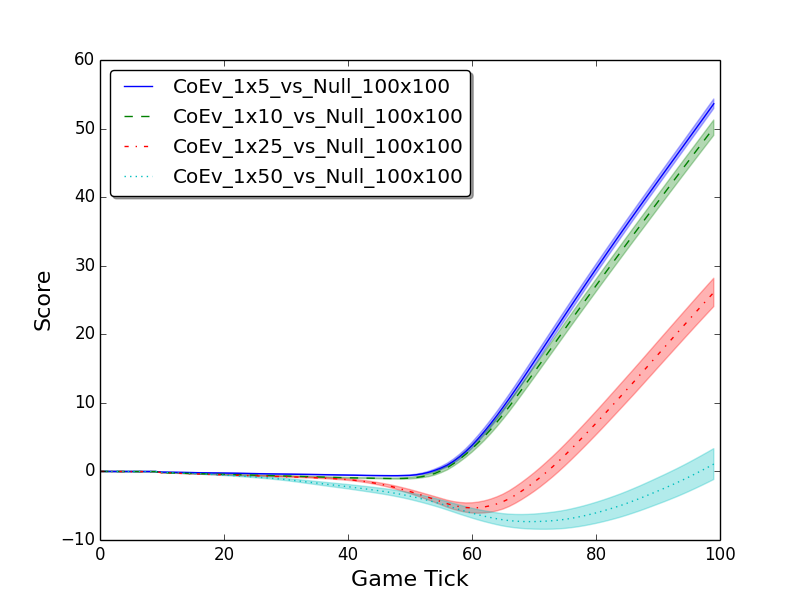 60
50
40
30
20
10
0
−10
Score
CoEv_1x5_vs_Null_100x100
CoEv_1x10_vs_Null_100x100
CoEv_1x25_vs_Null_100x100
CoEv_1x50_vs_Null_100x100
0 20 40 60 80 100
Game Tick